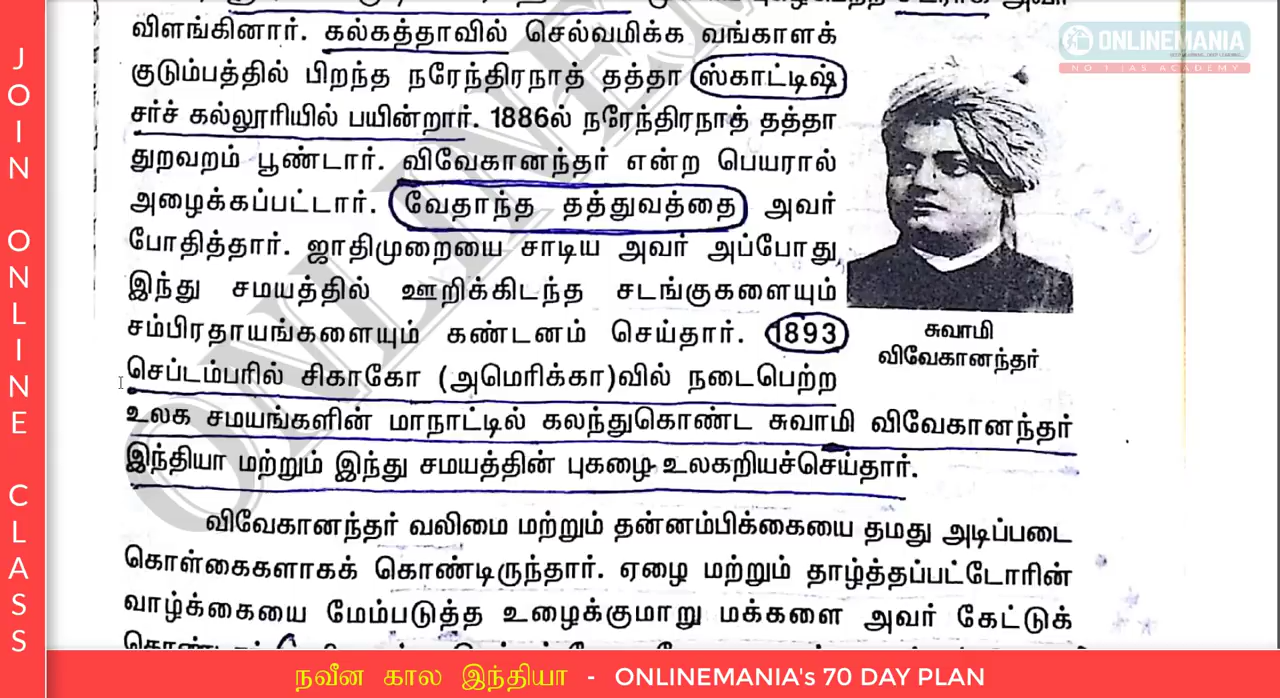 JOIN ONLINE CLASS
ONLINEMANIA
NO 1 IAS ACADEMY
விளங்கினார். கல்கத்தாவில் செல்வமிக்க வங்காளக்
குடும்பத்தில் பிறந்த நரேந்திரநாத் தத்தா ஸ்காட்டிஷ்
சர்ச் கல்லூரியில் பயின்றார். 1886ல் நரேந்திரநாத் தத்தா
துறவறம் பூண்டார். விவேகானந்தர் என்ற பெயரால்
அழைக்கப்பட்டார். வேதாந்த தத்துவத்தை அவர்
போதித்தார். ஜாதிமுறையை சாடிய அவர் அப்போது
இந்து சமயத்தில் ஊறிக்கிடந்த சடங்குகளையும்
சம்பிரதாயங்களையும் கண்டனம் செய்தார். 1893
செப்டம்பரில் சிகாகோ (அமெரிக்கா)வில் நடைபெற்ற
உலக சமயங்களின் மாநாட்டில் கலந்துகொண்ட சுவாமி விவேகானந்தர்
இந்தியா மற்றும் இந்து சமயத்தின் புகழை உலகறியச்செய்தார்.
சுவாமி
விவேகானந்தர்
விவேகானந்தர் வலிமை மற்றும் தன்னம்பிக்கையை தமது அடிப்படை
கொள்கைகளாகக் கொண்டிருந்தார். ஏழை மற்றும் தாழ்த்தப்பட்டோரின்
வாழ்க்கையை மேம்படுத்த உழைக்குமாறு மக்களை அவர் கேட்டுக்
நவீன கால இந்தியா - ONLINEMANIA's 70 DAY PLAN